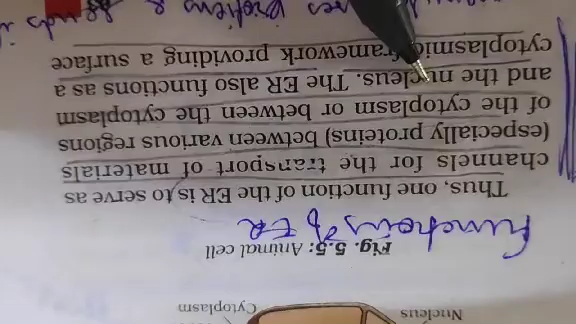 Nucleus Cytoplasm
Fig. 5.5: Animal cell
Functions of ER
Thus, one function of the ER is to serve as
channels for the transport of materials
(especially proteins) between various regions
of the cytoplasm or between the cytoplasm
and the nucleus. The ER also functions as a
cytoplasmic framework providing a surface